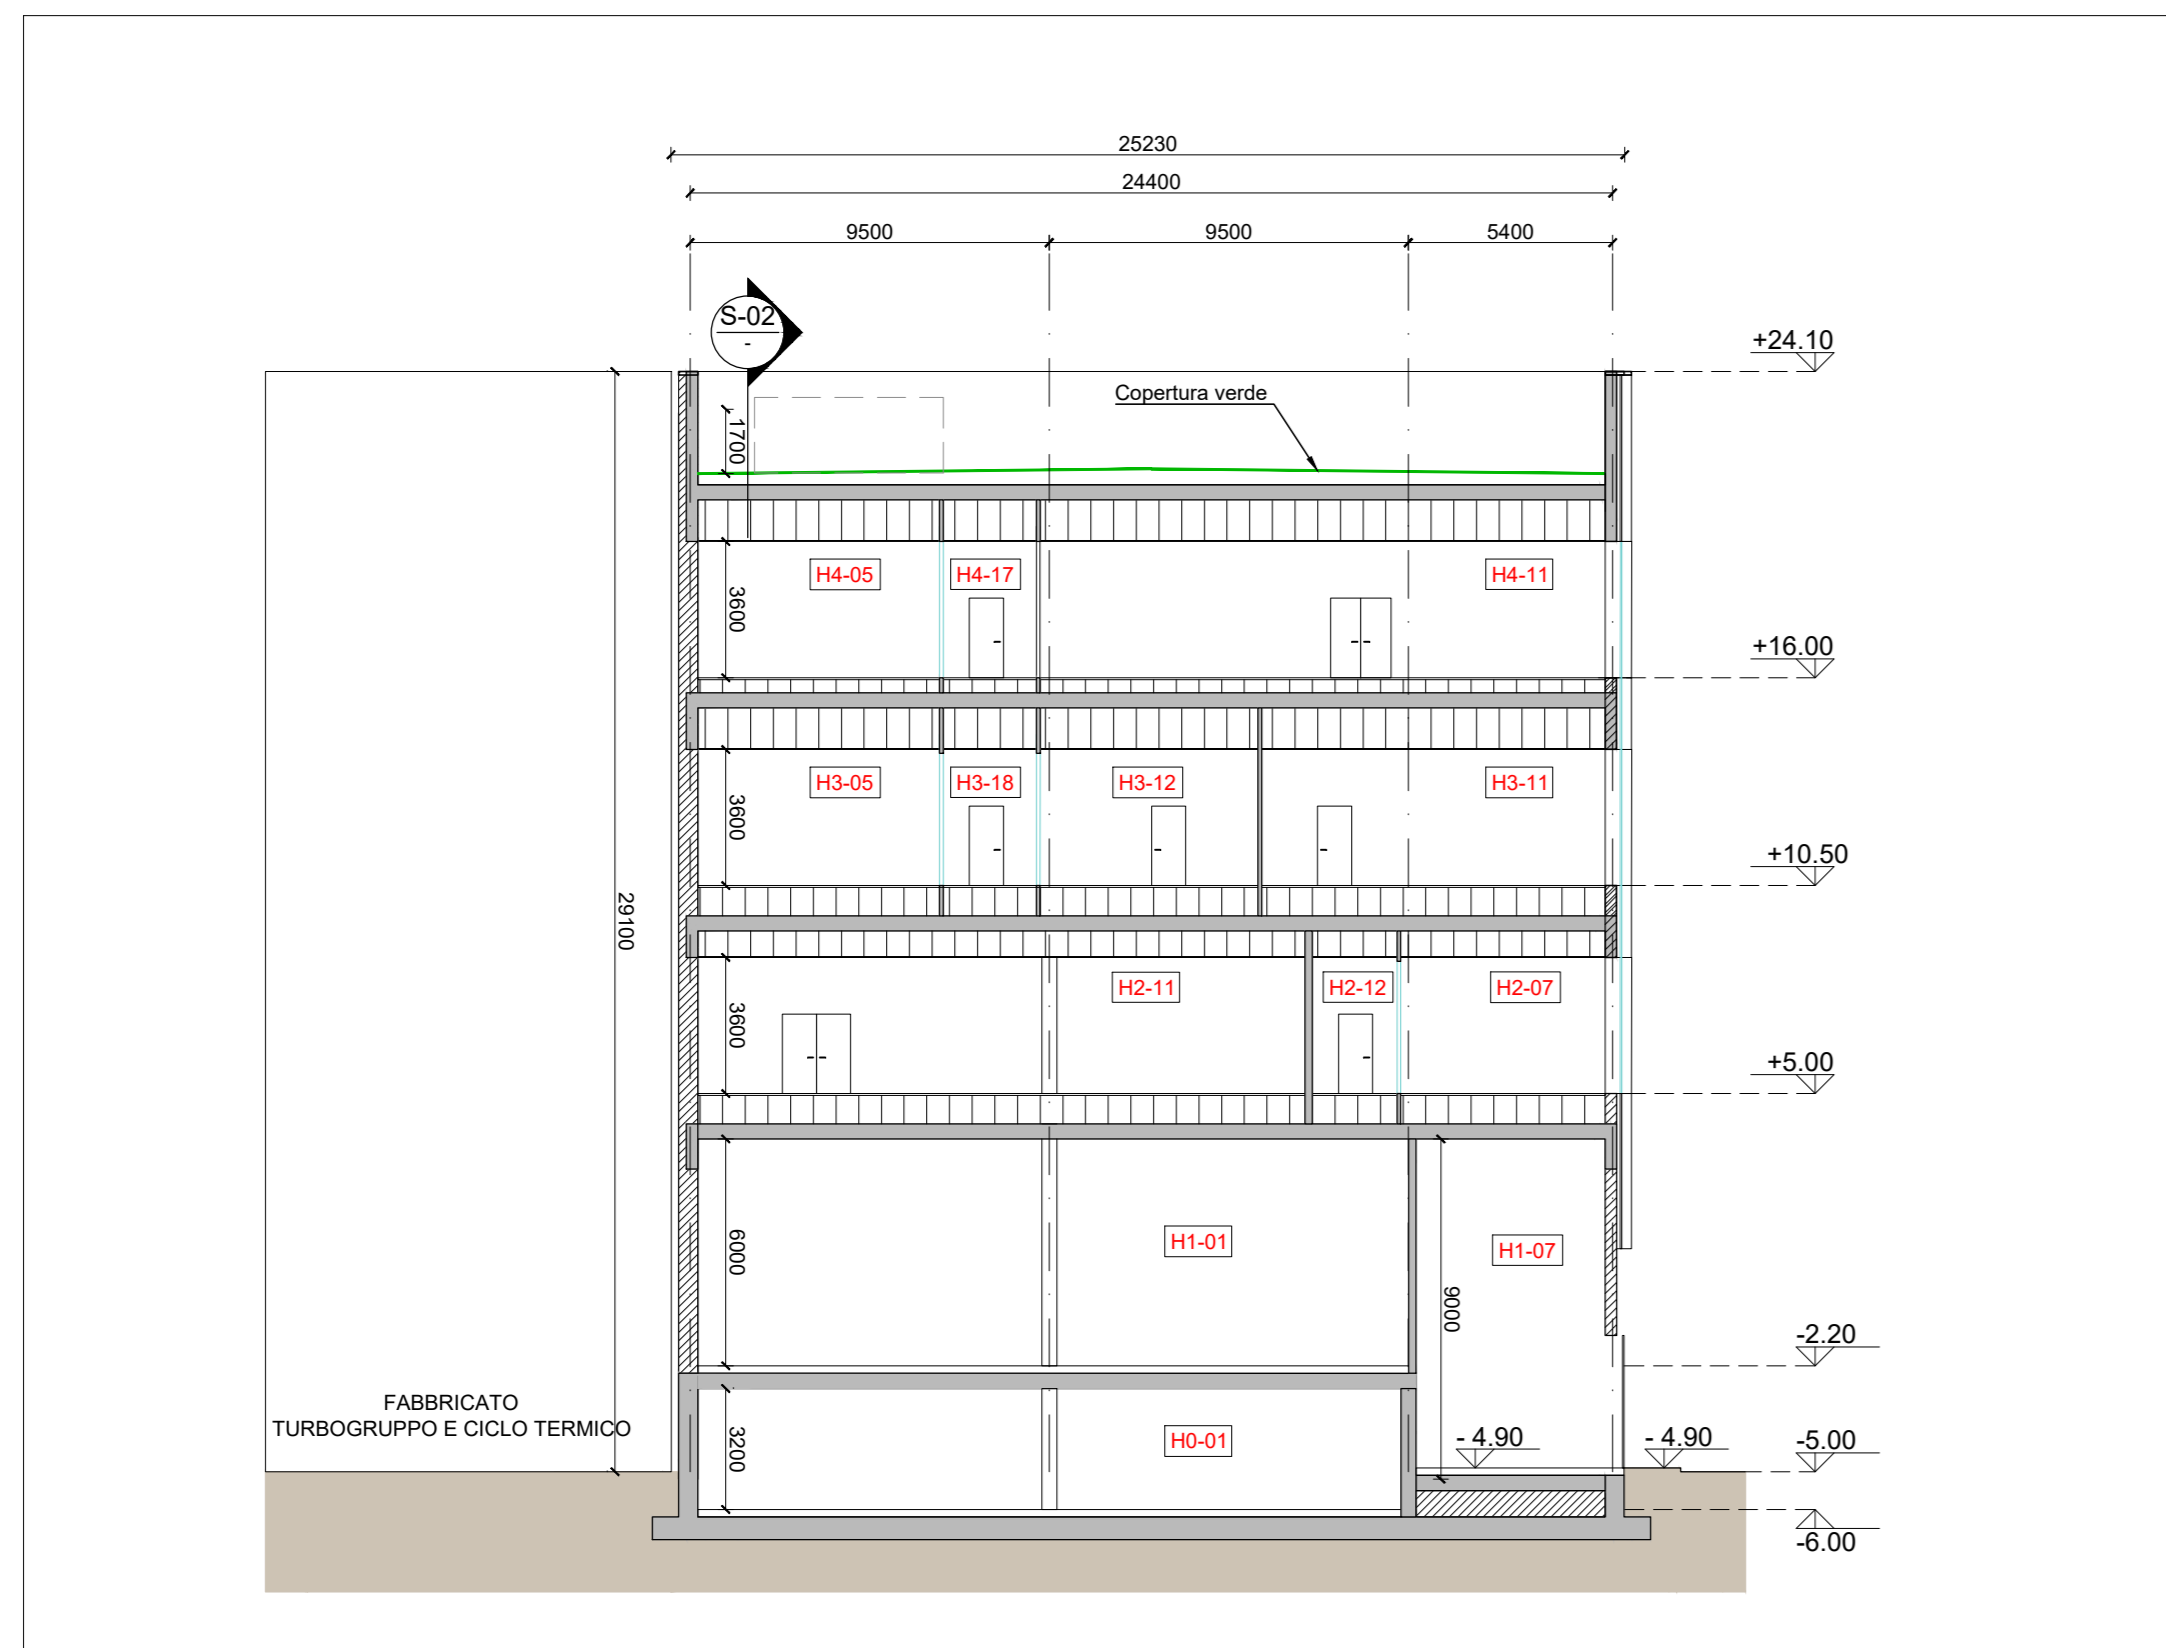 25230
24400
9500
9500
5400
S-02
-
+24.10
Copertura verde
1700
H4-05
H4-17
H4-11
3600
+16.00
H3-05
H3-18
H3-12
H3-11
3600
+10.50
29100
H2-11
H2-12
H2-07
3600
+5.00
6000
H1-01
H1-07
9000
-2.20
FABBRICATO
TURBOGRUPPO E CICLO TERMICO
3200
H0-01
- 4.90
- 4.90
-5.00
-6.00